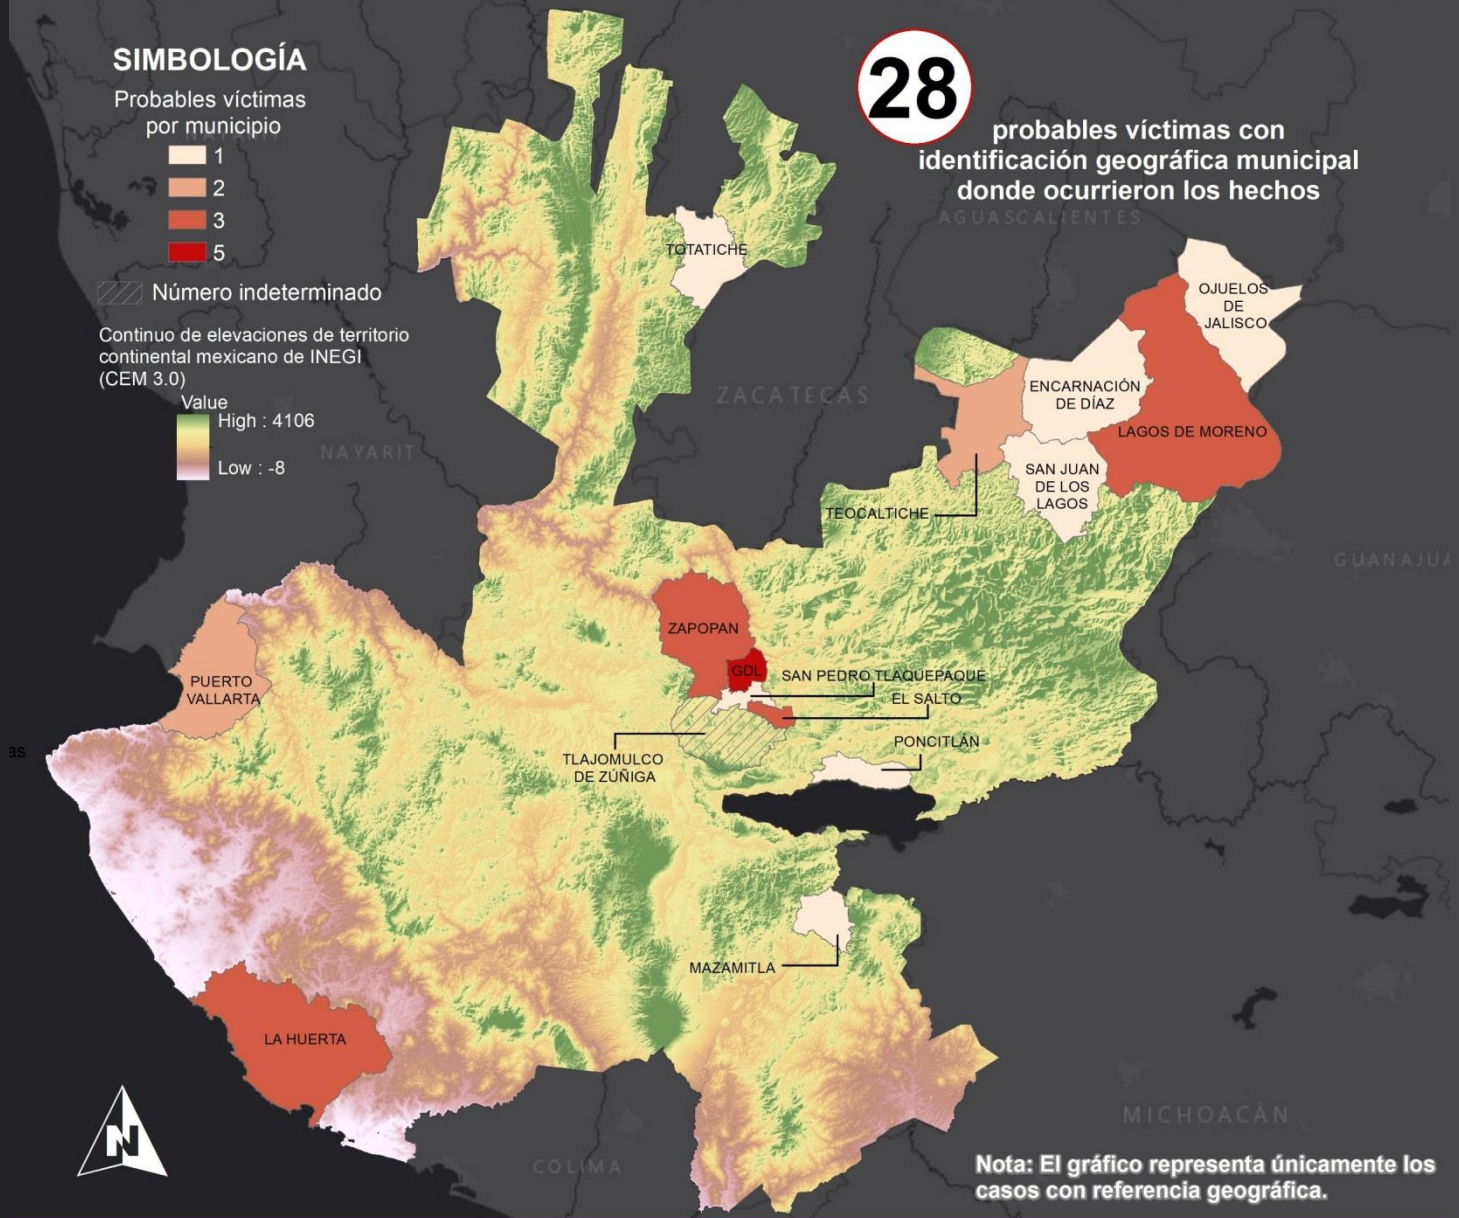 SIMBOLOGÍA
Probables víctimas
por municipio
1
2
3
5
Número indeterminado
Continuo de elevaciones de territorio
continental mexicano de INEGI
(CEM 3.0)
Value
High : 4106
Low : -8
28
probables víctimas con
identificación geográfica municipal
donde ocurrieron los hechos
AGUASCALIENTES
TOTATICHE
OJUELOS
DE
JALISCO
ZACATECAS
ENCARNACIÓN
DE DÍAZ
LAGOS DE MORENO
NAYARIT
SAN JUAN
DE LOS
LAGOS
TEOCALTICHE
GUANAJUA
ZAPOPAN
GDL
SAN PEDRO TLAQUEPAQUE
PUERTO
VALLARTA
EL SALTO
PONCITLÁN
as
TLAJOMULCO
DE ZÚÑIGA
MAZAMITLA
LA HUERTA
MICHOACÁN
N
COLIMA
Nota: El gráfico representa únicamente los
casos con referencia geográfica.